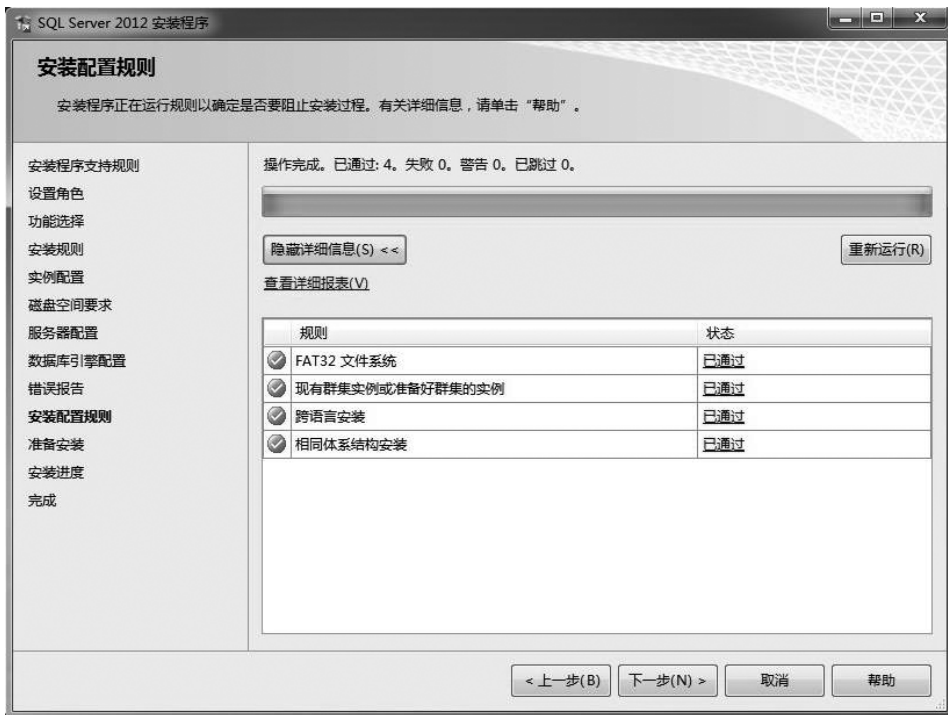 SQL Server 2012 安装程序
安装配置规则
安装程序正在运行规则以确定是否要阻止安装过程。有关详细信息，请单击“帮助”。
安装程序支持规则
设置角色
功能选择
安装规则
实例配置
磁盘空间要求
服务器配置
数据库引擎配置
错误报告
安装配置规则
准备安装
安装进度
完成
操作完成。已通过: 4。失败 0。警告 0。已跳过 0。
隐藏详细信息(S) <<
重新运行(R)
查看详细报表(V)
规则 状态
FAT32 文件系统 已通过
现有群集实例或准备好群集的实例 已通过
跨语言安装 已通过
相同体系结构安装 已通过
< 上一步(B)
下一步(N) >
取消
帮助